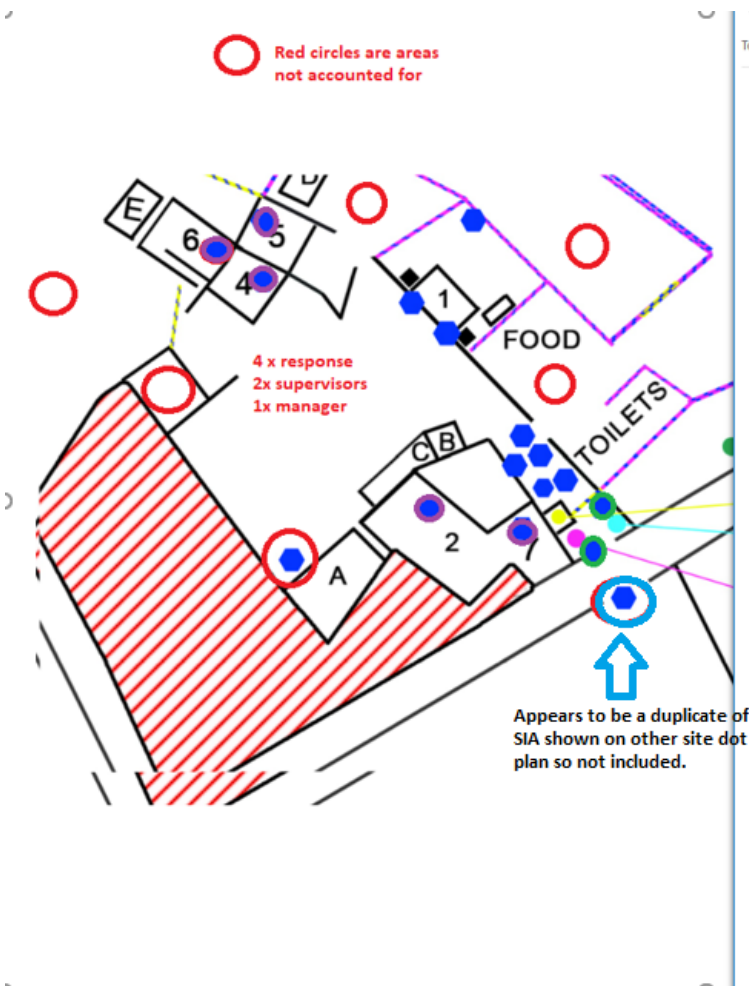 Red circles are areas
not accounted for
E
5
6
4
1
FOOD
4 x response
2x supervisors
1x manager
TOILETS
B
C
2
7
A
Appears to be a duplicate of
SIA shown on other site dot
plan so not included.